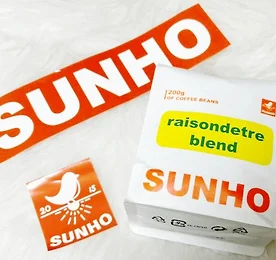 SUNHO
200g
OF COFFEE BEANS
raisondetre
blend
SUNHO
20 15
SUNHO